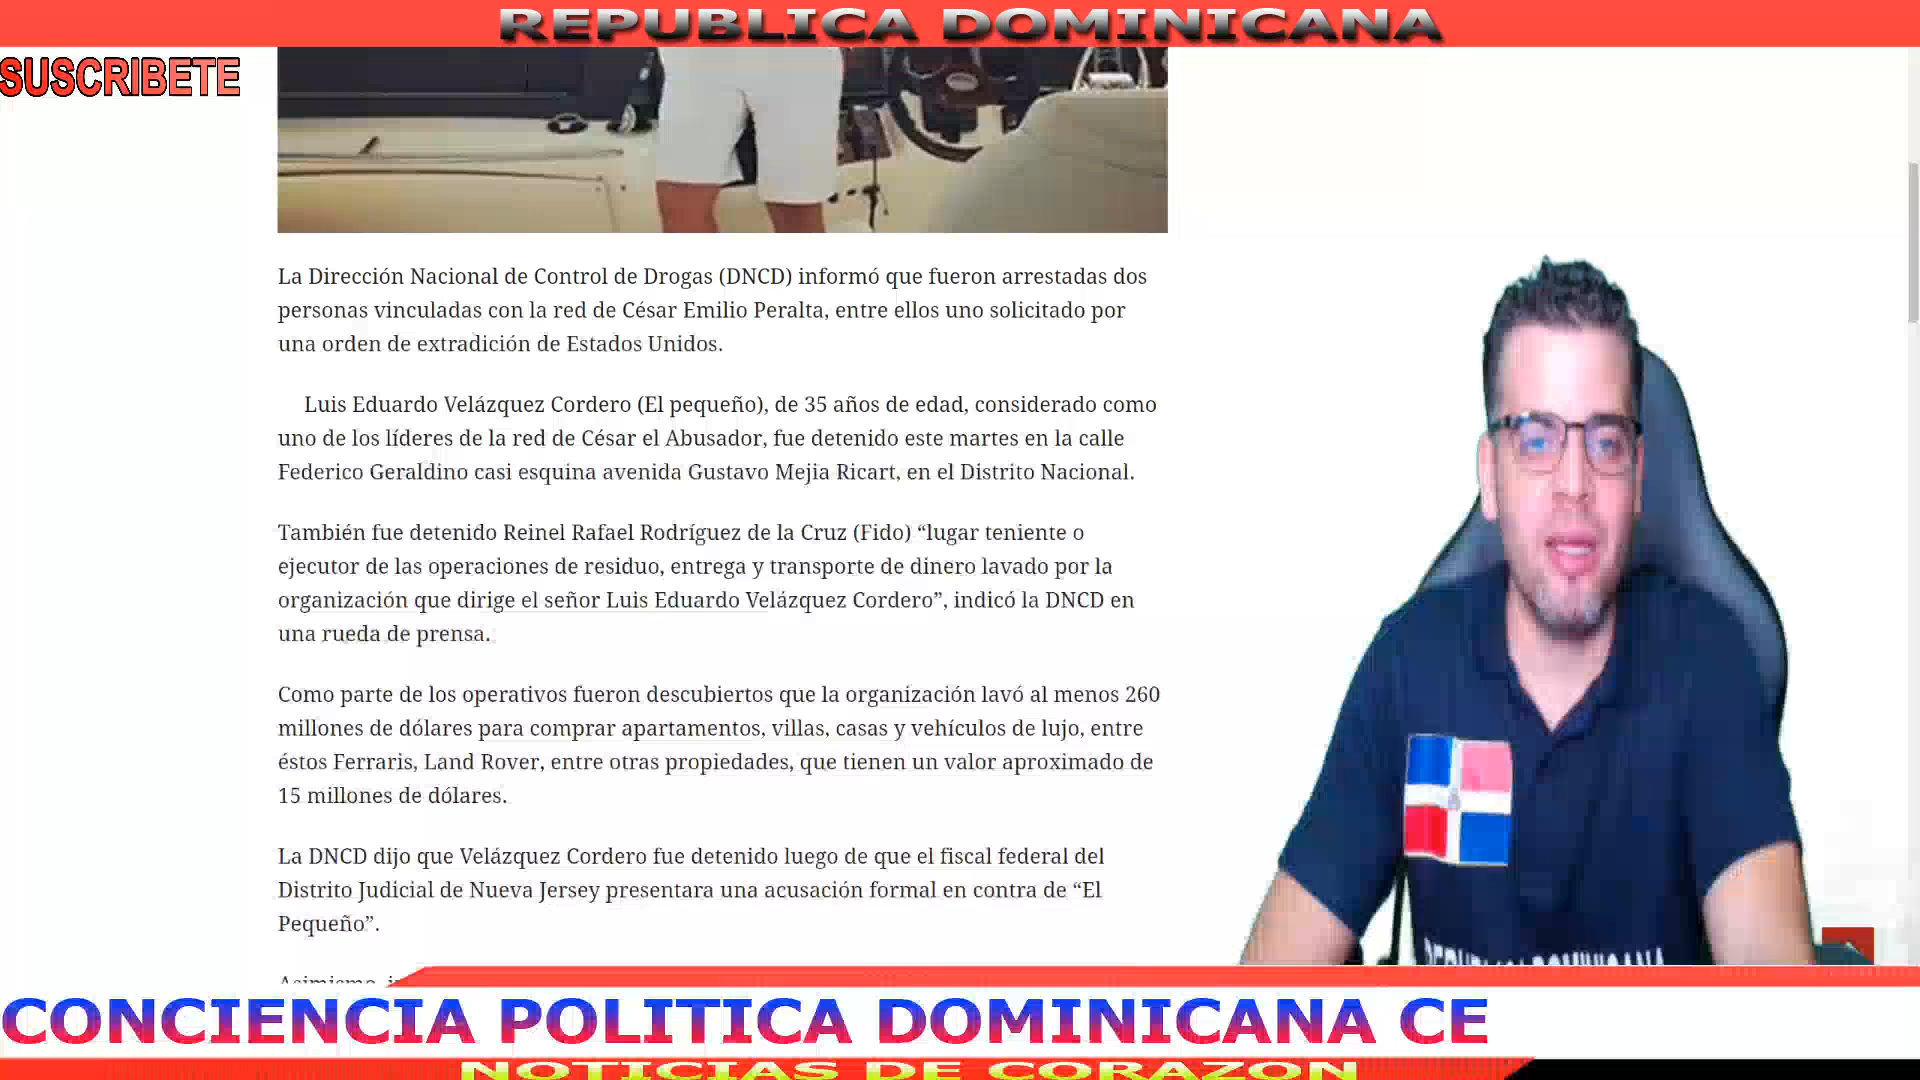 REPUBLICA DOMINICANA
SUSCRIBETE
La Dirección Nacional de Control de Drogas (DNCD) informó que fueron arrestadas dos
personas vinculadas con la red de César Emilio Peralta, entre ellos uno solicitado por
una orden de extradición de Estados Unidos.
Luis Eduardo Velázquez Cordero (El pequeño), de 35 años de edad, considerado como
uno de los líderes de la red de César el Abusador, fue detenido este martes en la calle
Federico Geraldino casi esquina avenida Gustavo Mejia Ricart, en el Distrito Nacional.
También fue detenido Reinel Rafael Rodríguez de la Cruz (Fido) “lugar teniente o
ejecutor de las operaciones de residuo, entrega y transporte de dinero lavado por la
organización que dirige el señor Luis Eduardo Velázquez Cordero”, indicó la DNCD en
una rueda de prensa.
Como parte de los operativos fueron descubiertos que la organización lavó al menos 260
millones de dólares para comprar apartamentos, villas, casas y vehículos de lujo, entre
éstos Ferraris, Land Rover, entre otras propiedades, que tienen un valor aproximado de
15 millones de dólares.
La DNCD dijo que Velázquez Cordero fue detenido luego de que el fiscal federal del
Distrito Judicial de Nueva Jersey presentara una acusación formal en contra de “El
Pequeño”.
REPUBLICA DOMINICANA
CONCIENCIA POLITICA DOMINICANA CE
NOTICIAS DE CORAZON